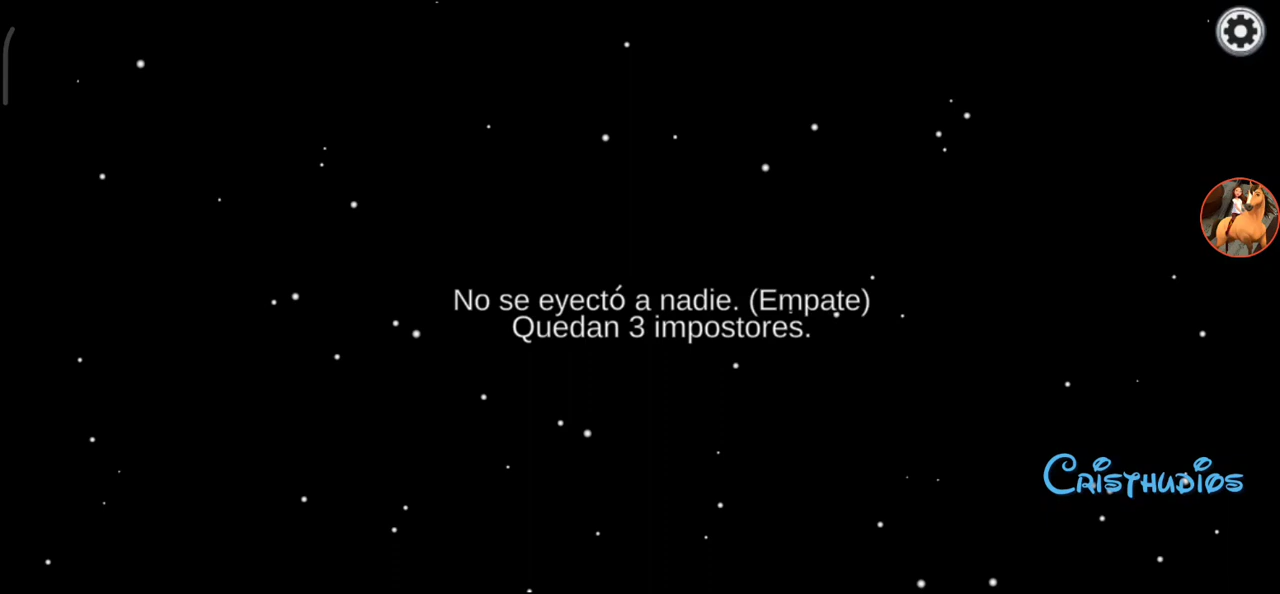 No se eyectó a nadie. (Empate)
Quedan 3 impostores.
Cristhudios